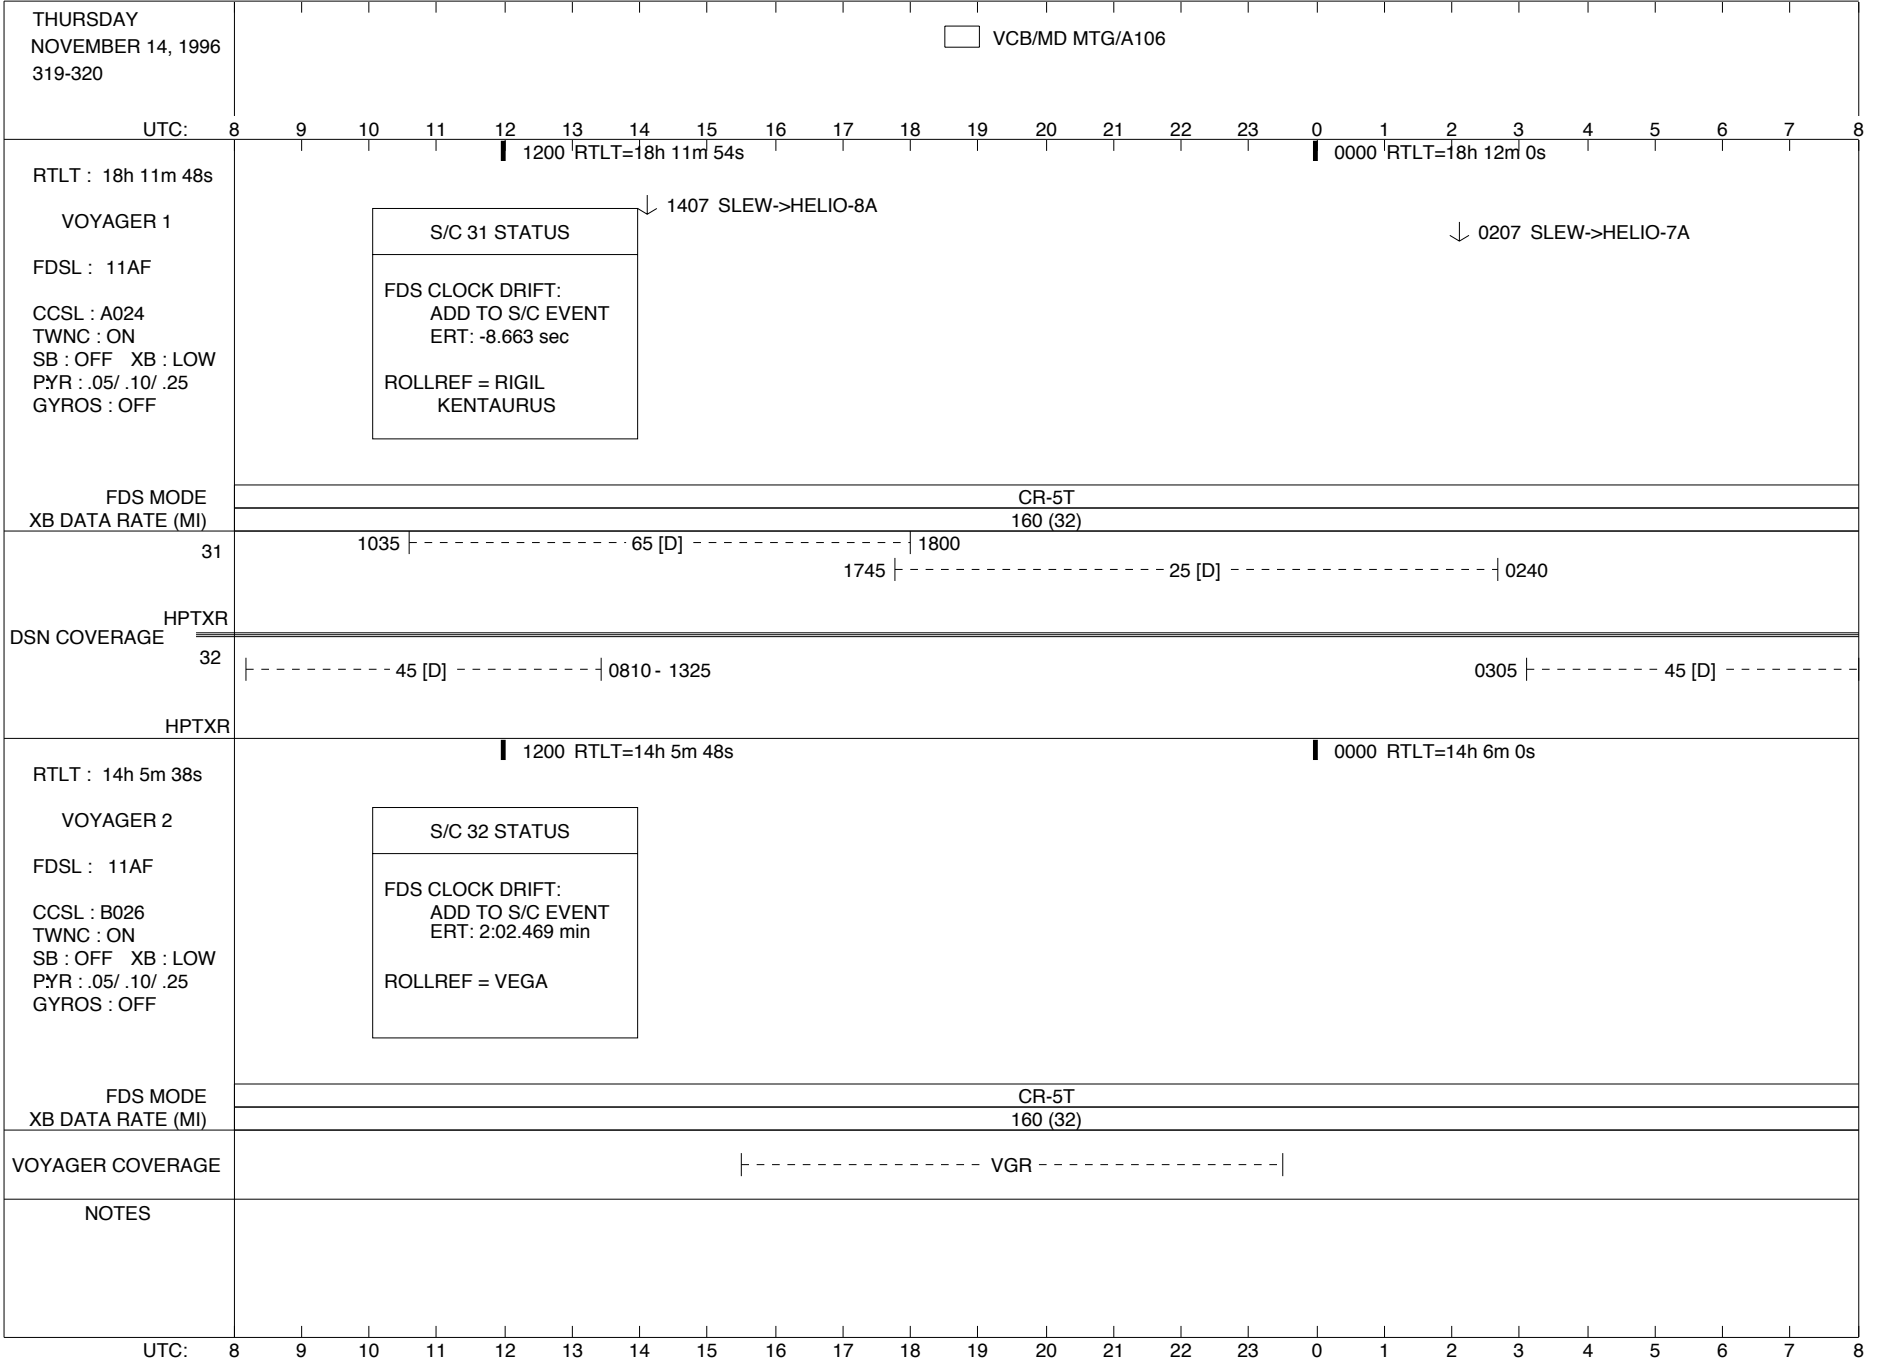 THURSDAY
NOVEMBER 14, 1996
319-320
VCB/MD MTG/A106
UTC: 8 9 10 11 12 13 14 15 16 17 18 19 20 21 22 23 0 1 2 3 4 5 6 7 8
1200 RTLT=18h 11m 54s
0000 RTLT=18h 12m 0s
RTLT : 18h 11m 48s
VOYAGER 1
FDSL : 11AF
CCSL : A024
TWNC : ON
SB : OFF XB : LOW
PYR : .05/ .10/ .25
GYROS : OFF
1407 SLEW->HELIO-8A
0207 SLEW->HELIO-7A
S/C 31 STATUS
FDS CLOCK DRIFT:
ADD TO S/C EVENT
ERT: -8.663 sec
ROLLREF = RIGIL
KENTAURUS
FDS MODE CR-5T
XB DATA RATE (MI) 160 (32)
DSN COVERAGE
31
1035 65 [D] 1800
1745 25 [D] 0240
HPTXR
32
45 [D] 0810 - 1325
0305 45 [D]
HPTXR
1200 RTLT=14h 5m 48s
0000 RTLT=14h 6m 0s
RTLT : 14h 5m 38s
VOYAGER 2
FDSL : 11AF
CCSL : B026
TWNC : ON
SB : OFF XB : LOW
PYR : .05/ .10/ .25
GYROS : OFF
S/C 32 STATUS
FDS CLOCK DRIFT:
ADD TO S/C EVENT
ERT: 2:02.469 min
ROLLREF = VEGA
FDS MODE CR-5T
XB DATA RATE (MI) 160 (32)
VOYAGER COVERAGE VGR
NOTES
UTC: 8 9 10 11 12 13 14 15 16 17 18 19 20 21 22 23 0 1 2 3 4 5 6 7 8